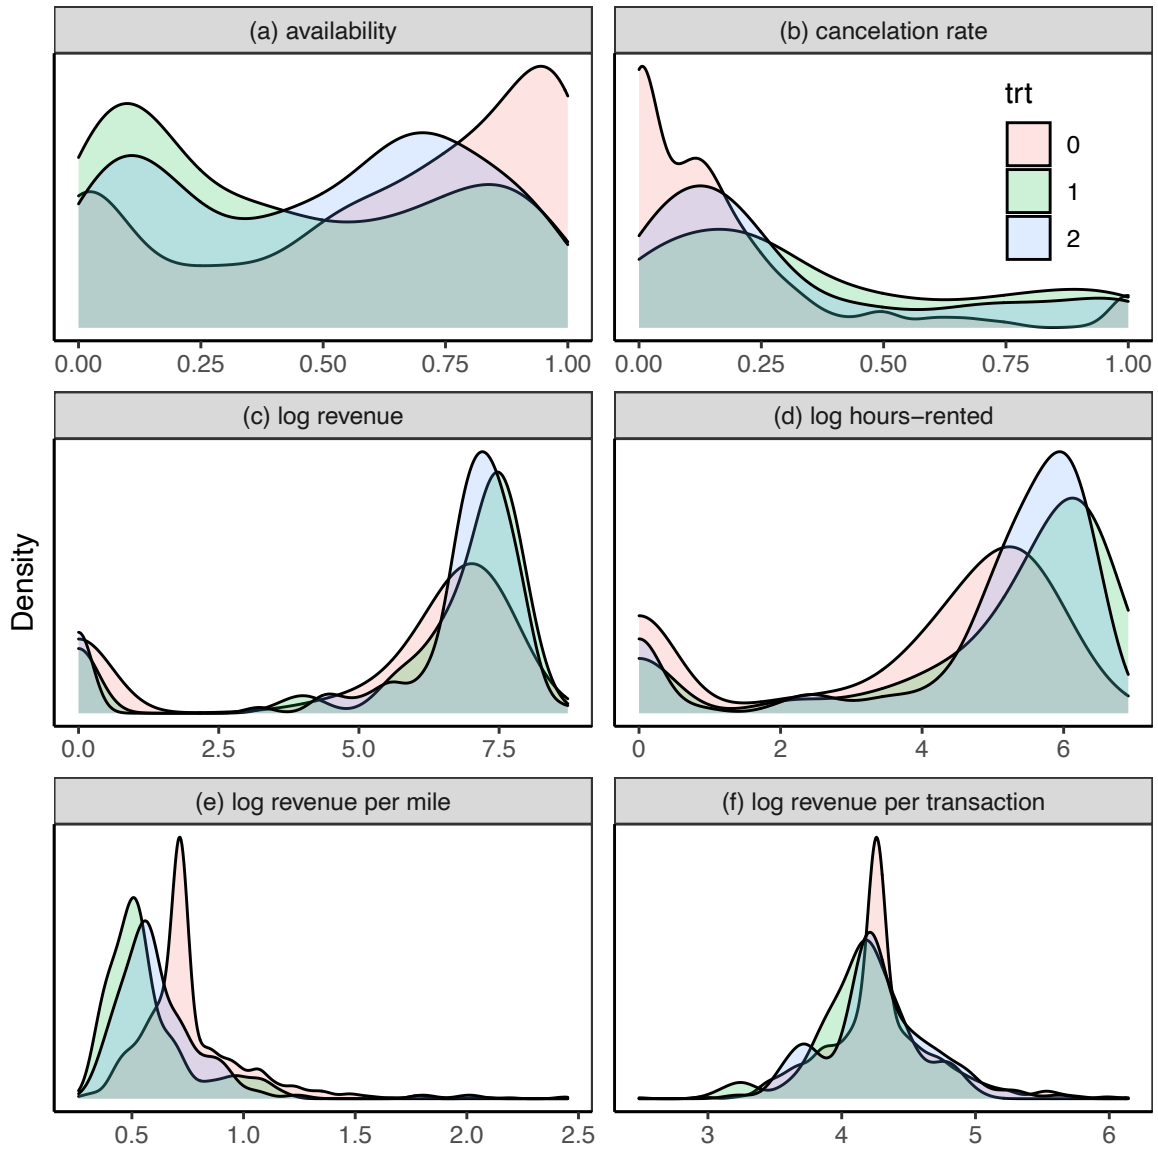 (a) availability
(b) cancelation rate
trt
0
1
2
0.00 0.25 0.50 0.75 1.00
0.00 0.25 0.50 0.75 1.00
(c) log revenue
(d) log hours−rented
Density
0.0 2.5 5.0 7.5
0 2 4 6
(e) log revenue per mile
(f) log revenue per transaction
0.5 1.0 1.5 2.0 2.5
3 4 5 6